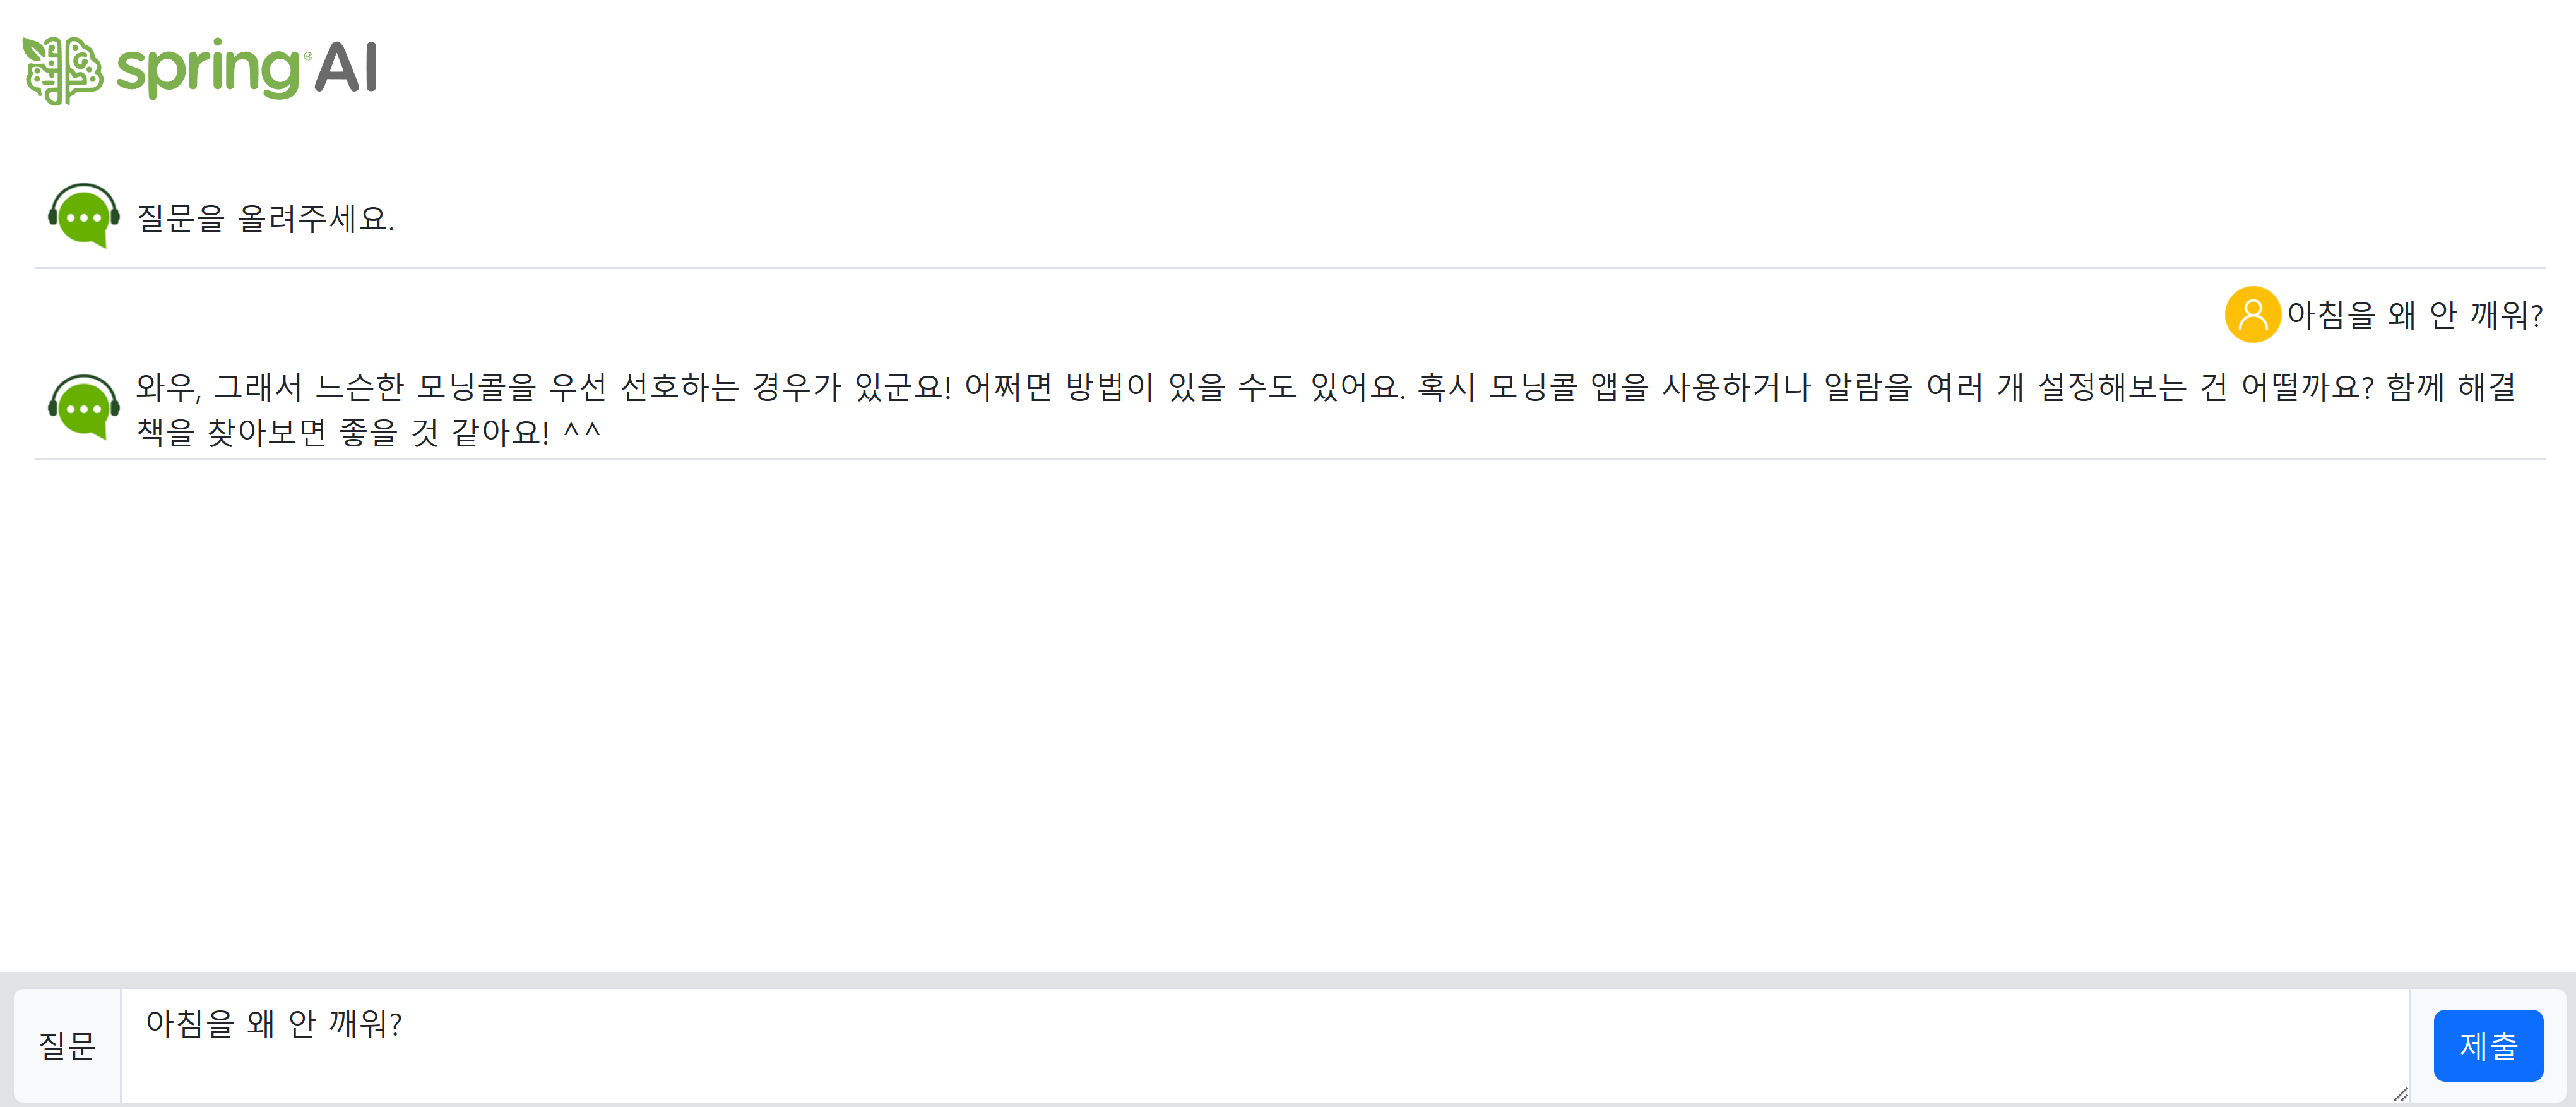 spring® AI
질문을 올려주세요.
아침을 왜 안 깨워?
와우, 그래서 느슨한 모닝콜을 우선 선호하는 경우가 있군요! 어쩌면 방법이 있을 수도 있어요. 혹시 모닝콜 앱을 사용하거나 알람을 여러 개 설정해보는 건 어떨까요? 함께 해결
책을 찾아보면 좋을 것 같아요! ^^
질문
아침을 왜 안 깨워?
제출